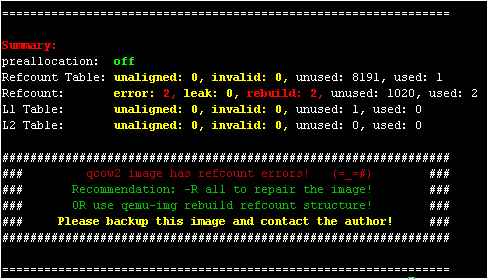 ================================================================
Summary:
preallocation:  off
Refcount Table: unaligned: 0, invalid: 0, unused: 8191, used: 1
Refcount:       error: 2, leak: 0, rebuild: 2, unused: 1020, used: 2
L1 Table:       unaligned: 0, invalid: 0, unused: 1, used: 0
L2 Table:       unaligned: 0, invalid: 0, unused: 0, used: 0
################################################################
###         qcow2 image has refcount errors!   (=_=#)        ###
###       Recommendation: -R all to repair the image!        ###
###       OR use qemu-img rebuild refcount structure!        ###
###     Please backup this image and contact the author!     ###
################################################################
================================================================